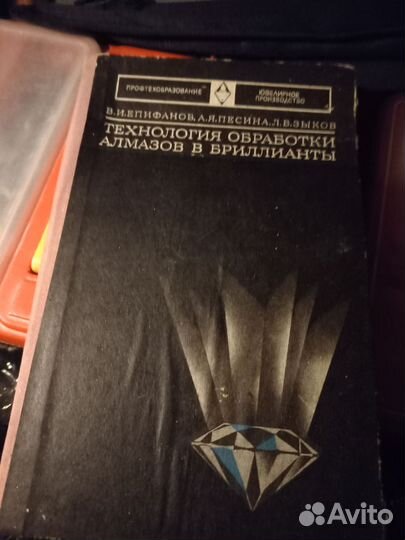 ПРОФТЕХОБРАЗОВАНИЕ ЮВЕЛИРНОЕ ПРОИЗВОДСТВО
В.И.ЕПИФАНОВ, А.Я.ПЕСИНА, Л.В.ЗЫКОВ
ТЕХНОЛОГИЯ ОБРАБОТКИ
АЛМАЗОВ В БРИЛЛИАНТЫ
Avito